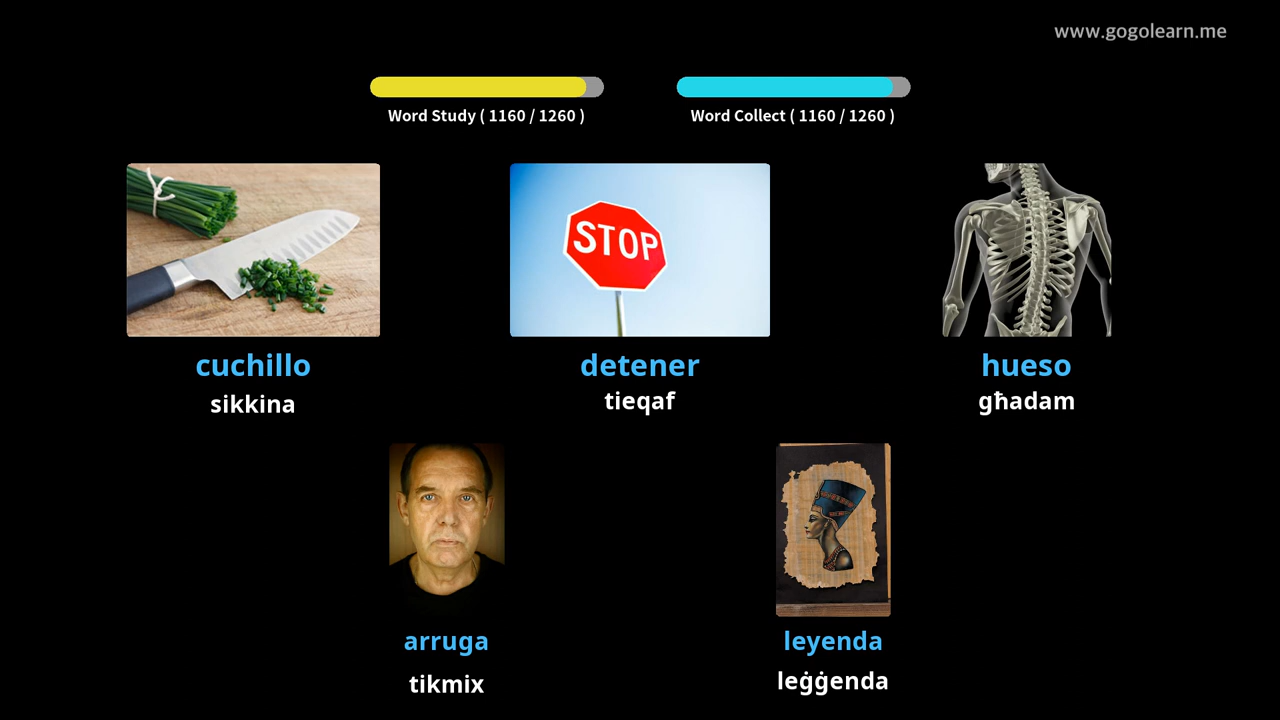 www.gogolearn.me
Word Study ( 1160 / 1260 )
Word Collect ( 1160 / 1260 )
STOP
cuchillo
detener
hueso
sikkina
tieqaf
għadam
arruga
leyenda
tikmix
leġġenda